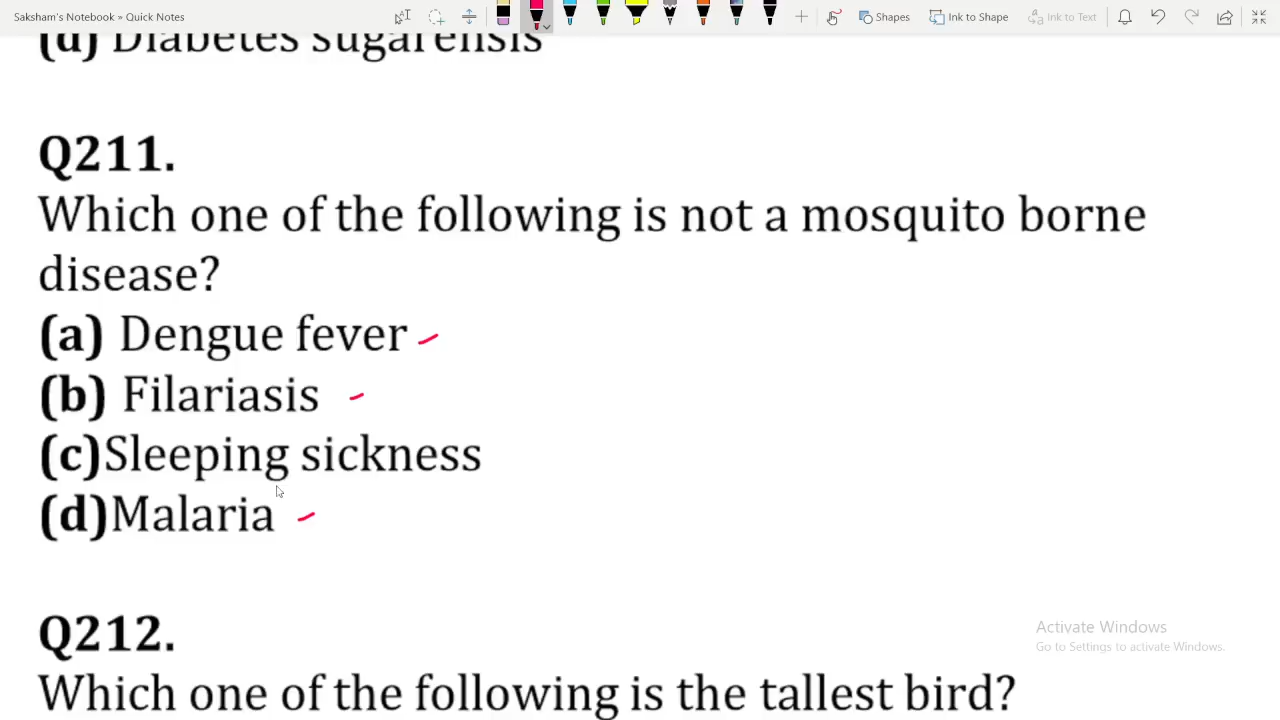 Saksham's Notebook » Quick Notes
Shapes
Ink to Shape
Ink to Text
(d) Diabetes sugarensis
Q211.
Which one of the following is not a mosquito borne
disease?
(a) Dengue fever
(b) Filariasis
(c)Sleeping sickness
(d)Malaria
Q212.
Activate Windows
Go to Settings to activate Windows.
Which one of the following is the tallest bird?